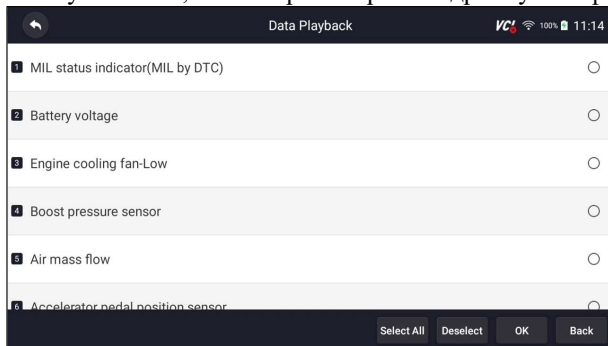 Data Playback
VCI 100% 11:14
1 MIL status indicator(MIL by DTC)
2 Battery voltage
3 Engine cooling fan-Low
4 Boost pressure sensor
5 Air mass flow
6 Accelerator pedal position sensor
Select All Deselect OK Back